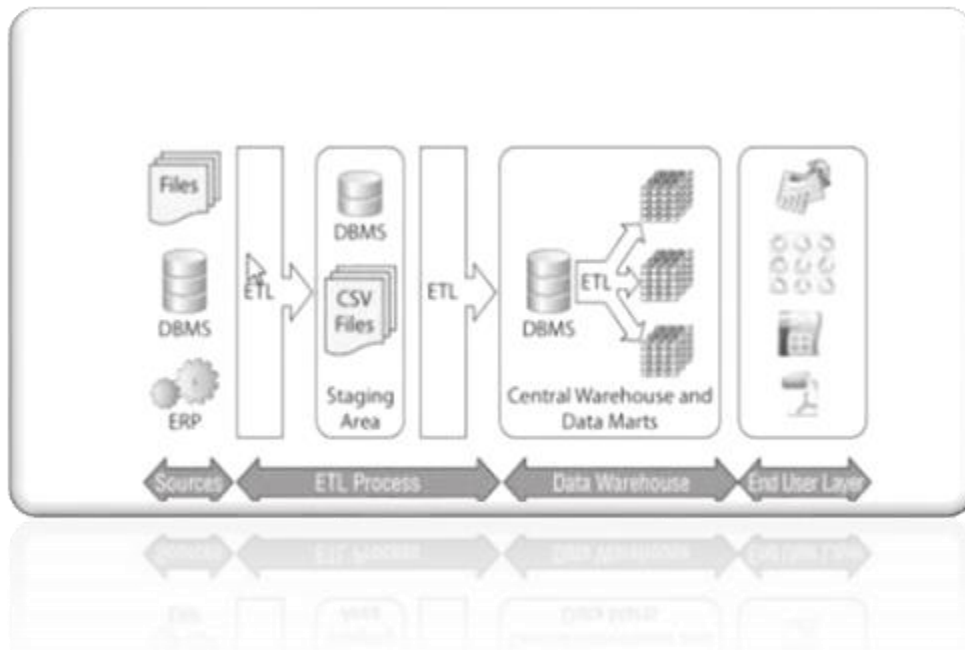 Files
DBMS
ERP
ETL
DBMS
CSV
Files
Staging
Area
ETL
DBMS
ETL
Central Warehouse and
Data Marts
Sources
ETL Process
Data Warehouse
End User Layer